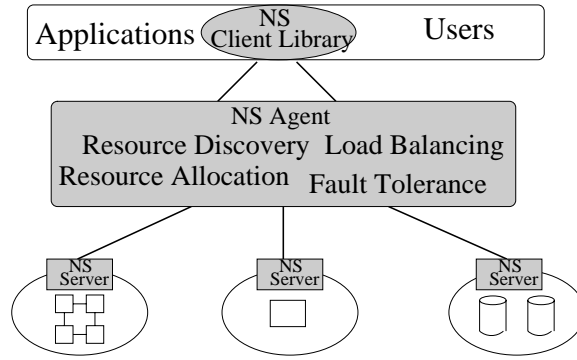 Applications
NS
Client Library
Users
NS Agent
Resource Discovery Load Balancing
Resource Allocation Fault Tolerance
NS
Server
NS
Server
NS
Server